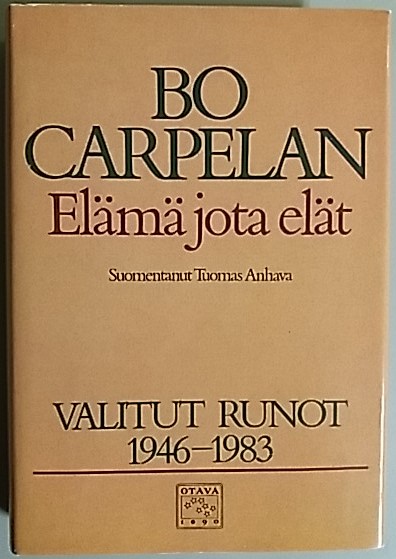 BO
CARPELAN
Elämä jota elät
Suomentanut Tuomas Anhava
VALITUT RUNOT
1946–1983
OTAVA
1890